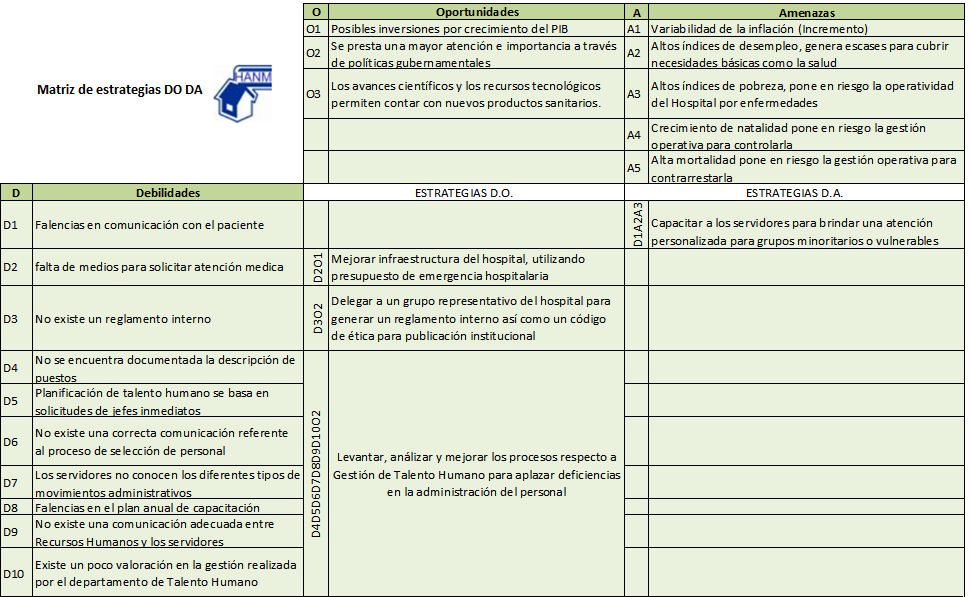 Matriz de estrategias DO DA
HANM
O
Oportunidades
A
Amenazas
O1
Posibles inversiones por crecimiento del PIB
A1
Variabilidad de la inflación (Incremento)
O2
Se presta una mayor atención e importancia a través
de políticas gubernamentales
A2
Altos índices de desempleo, genera escases para cubrir
necesidades básicas como la salud
O3
Los avances científicos y los recursos tecnológicos
permiten contar con nuevos productos sanitarios.
A3
Altos índices de pobreza, pone en riesgo la operatividad
del Hospital por enfermedades
A4
Crecimiento de natalidad pone en riesgo la gestión
operativa para controlarla
A5
Alta mortalidad pone en riesgo la gestión operativa para
contrarrestarla
D
Debilidades
ESTRATEGIAS D.O.
ESTRATEGIAS D.A.
D1
Falencias en comunicación con el paciente
D1A2A3
Capacitar a los servidores para brindar una atención
personalizada para grupos minoritarios o vulnerables
D2
falta de medios para solicitar atención medica
D2O1
Mejorar infraestructura del hospital, utilizando
presupuesto de emergencia hospitalaria
D3
No existe un reglamento interno
D3O2
Delegar a un grupo representativo del hospital para
generar un reglamento interno así como un código
de ética para publicación institucional
D4
No se encuentra documentada la descripción de
puestos
D5
Planificación de talento humano se basa en
solicitudes de jefes inmediatos
D6
No existe una correcta comunicación referente
al proceso de selección de personal
D7
Los servidores no conocen los diferentes tipos de
movimientos administrativos
D8
Falencias en el plan anual de capacitación
D9
No existe una comunicación adecuada entre
Recursos Humanos y los servidores
D10
Existe un poco valoración en la gestión realizada
por el departamento de Talento Humano
D4D5D6D7D8D9D10O2
Levantar, análizar y mejorar los procesos respecto a
Gestión de Talento Humano para aplazar deficiencias
en la administración del personal